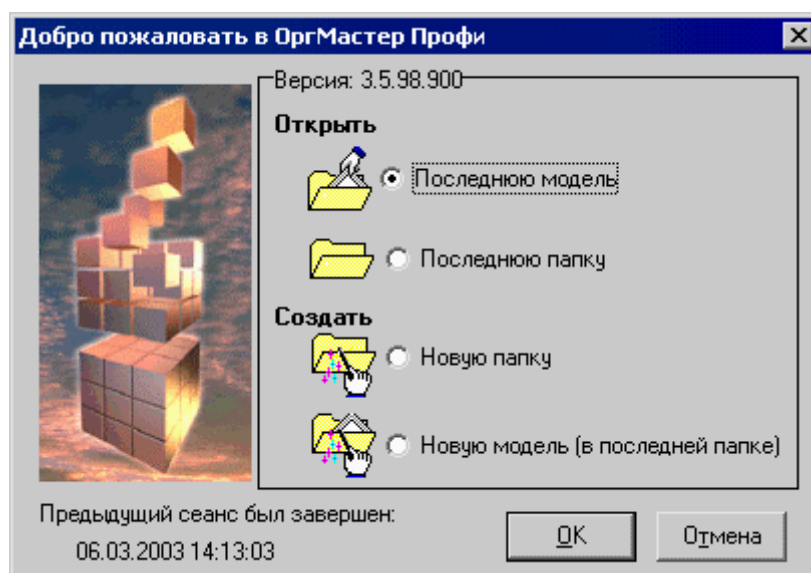 Добро пожаловать в ОргМастер Профи
Версия: 3.5.98.900
Открыть
Последнюю модель
Последнюю папку
Создать
Новую папку
Новую модель (в последней папке)
Предыдущий сеанс был завершен:
06.03.2003 14:13:03
OK
Отмена